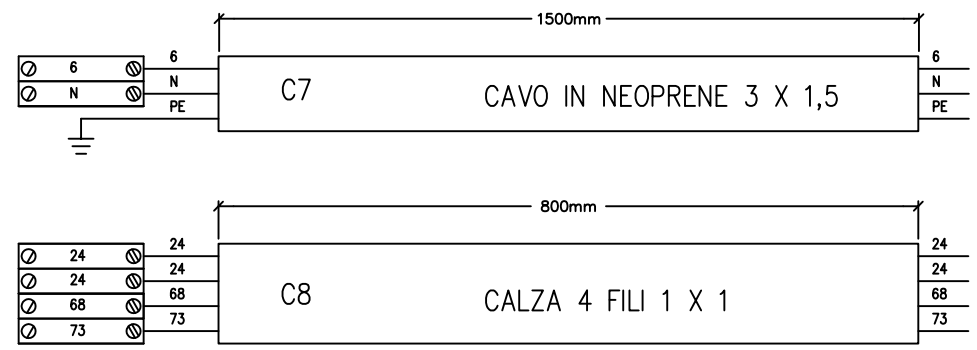 1500mm
6 6 6
N N N
PE PE
C7 CAVO IN NEOPRENE 3 X 1,5
800mm
24 24 24
24 24 24
68 68 68
73 73 73
C8 CALZA 4 FILI 1 X 1